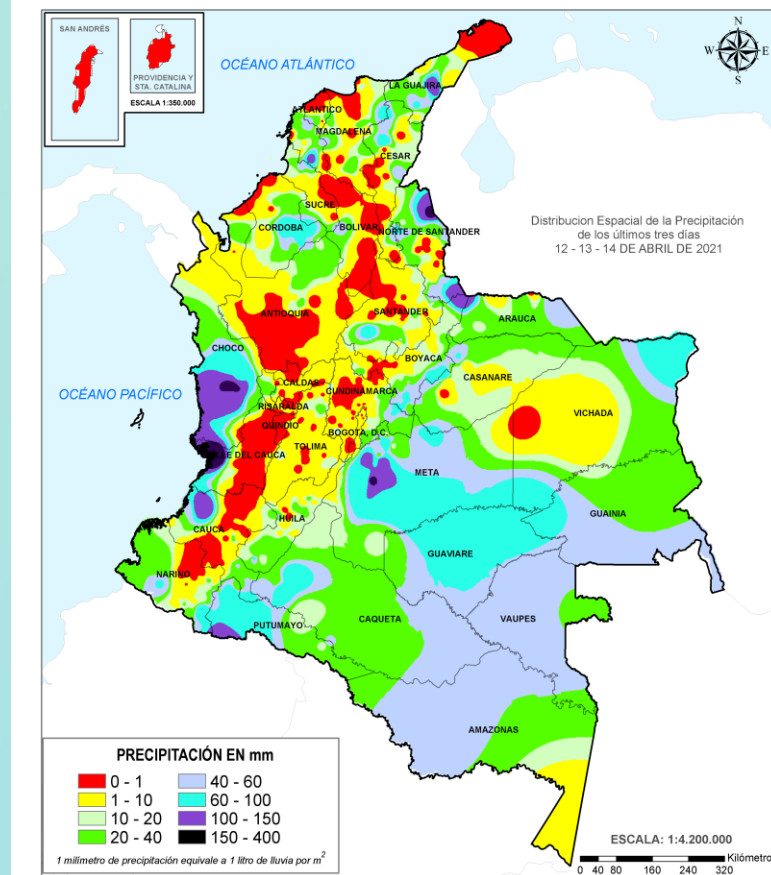 SAN ANDRÉS
PROVIDENCIA Y
STA. CATALINA
ESCALA 1:350.000
OCÉANO ATLÁNTICO
N
W
E
S
LA GUAJIRA
ATLANTICO
MAGDALENA
CESAR
SUCRE
CORDOBA
BOLIVAR
NORTE DE SANTANDER
Distribucion Espacial de la Precipitación
de los últimos tres días
12 - 13 - 14 DE ABRIL DE 2021
ANTIOQUIA
SANTANDER
ARAUCA
CHOCO
BOYACA
CASANARE
OCÉANO PACÍFICO
CALDAS
CUNDINAMARCA
RISARALDA
VICHADA
QUINDIO
BOGOTA, D.C.
TOLIMA
VALLE DEL CAUCA
META
GUAINIA
HUILA
CAUCA
GUAVIARE
NARIÑO
CAQUETA
VAUPES
PUTUMAYO
AMAZONAS
PRECIPITACIÓN EN mm
0 - 1
1 - 10
10 - 20
20 - 40
40 - 60
60 - 100
100 - 150
150 - 400
1 milímetro de precipitación equivale a 1 litro de lluvia por m²
ESCALA: 1:4.200.000
Kilómetro
0 40 80 160 240 320